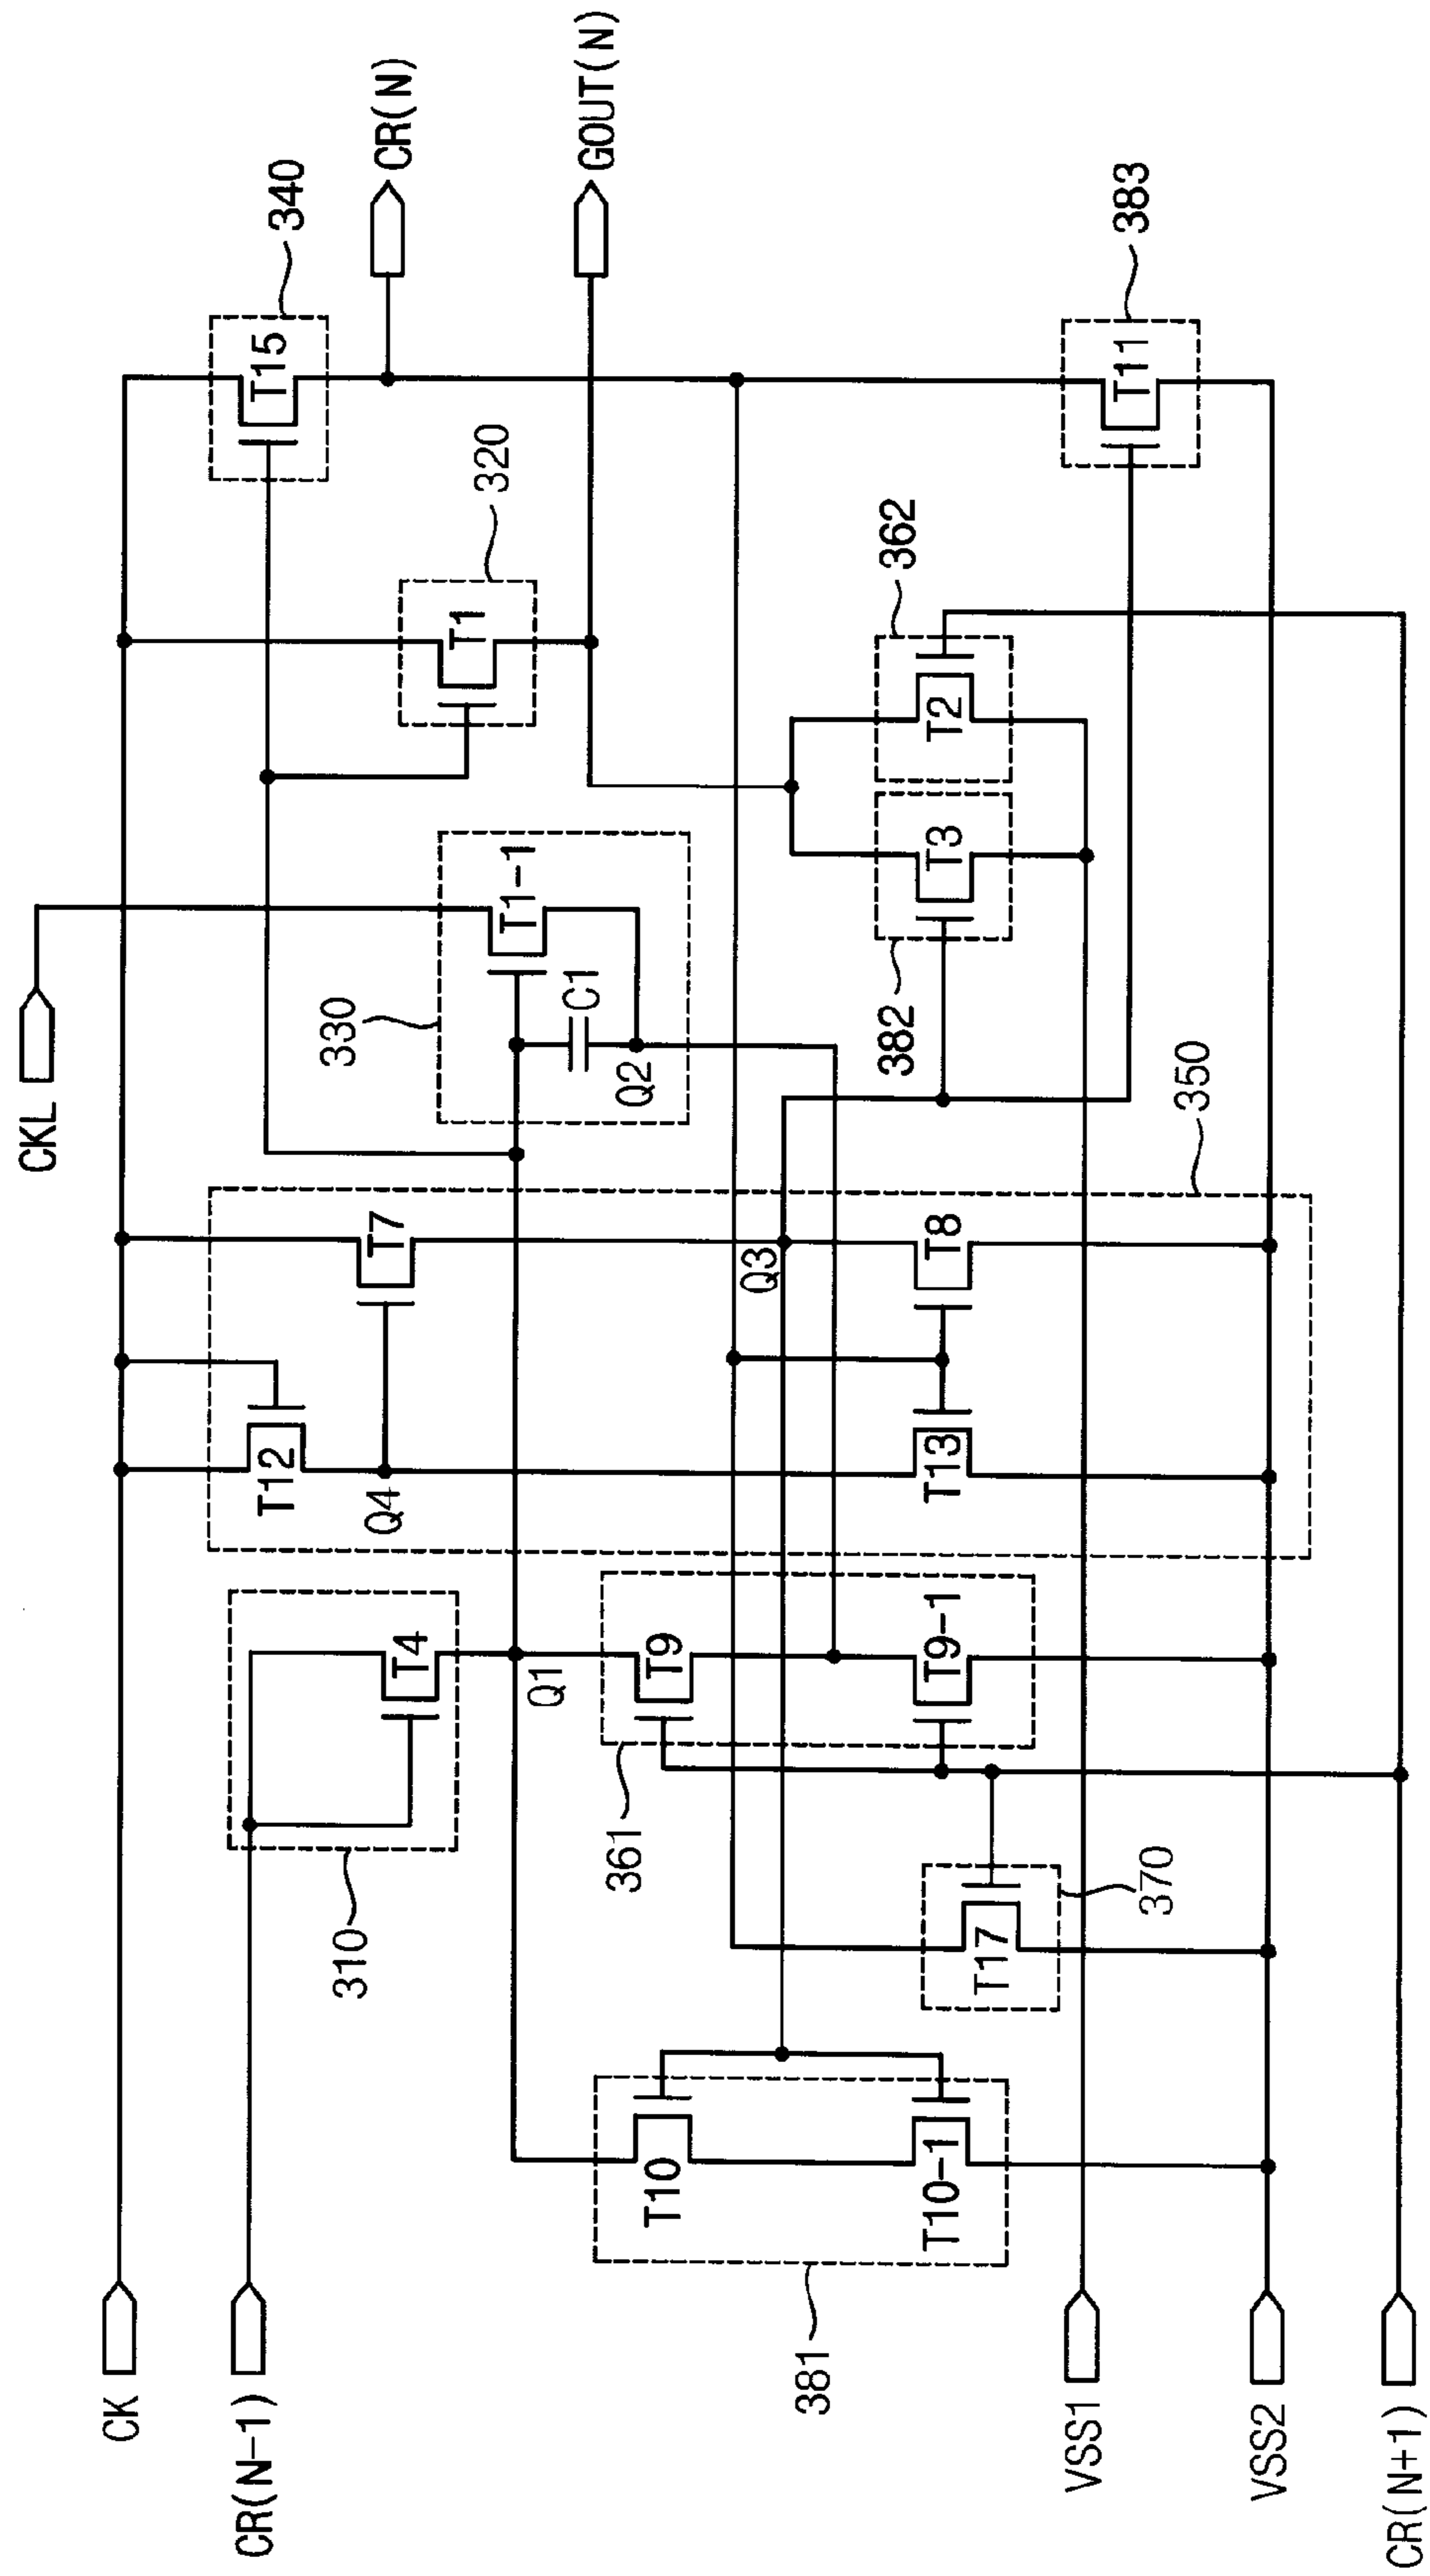 CKL
340
T15
CR(N)
320
T1
GOUT(N)
330
T1-1
C1
Q2
362
T2
382
T3
383
T11
350
T7
T12
Q4
Q3
T8
T13
310
T4
Q1
361
T9
T9-1
370
T17
381
T10
T10-1
CK
CR(N-1)
VSS1
VSS2
CR(N+1)